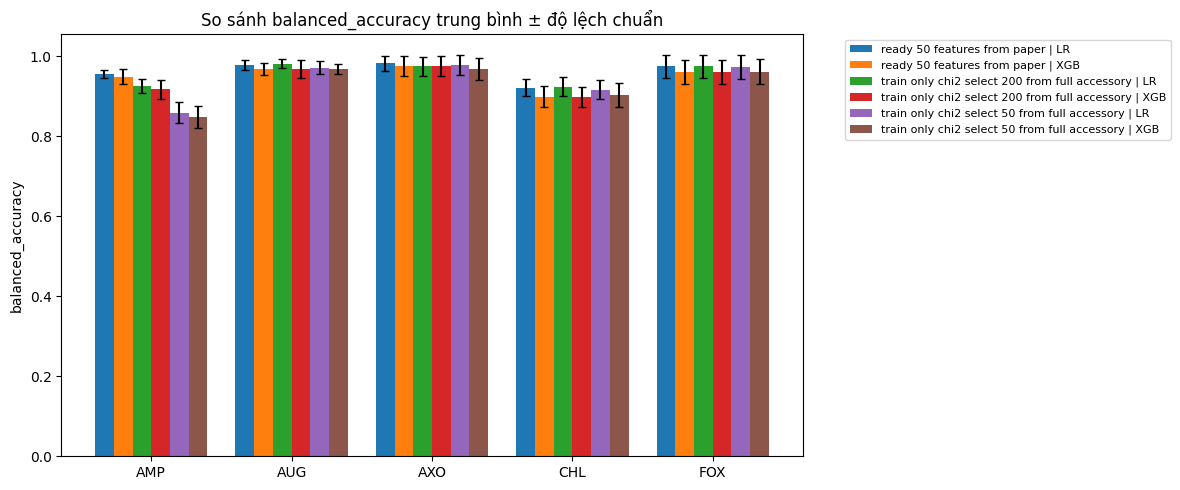 So sánh balanced_accuracy trung bình ± độ lệch chuẩn
balanced_accuracy
1.0
0.8
0.6
0.4
0.2
0.0
AMP
AUG
AXO
CHL
FOX
ready 50 features from paper | LR
ready 50 features from paper | XGB
train only chi2 select 200 from full accessory | LR
train only chi2 select 200 from full accessory | XGB
train only chi2 select 50 from full accessory | LR
train only chi2 select 50 from full accessory | XGB